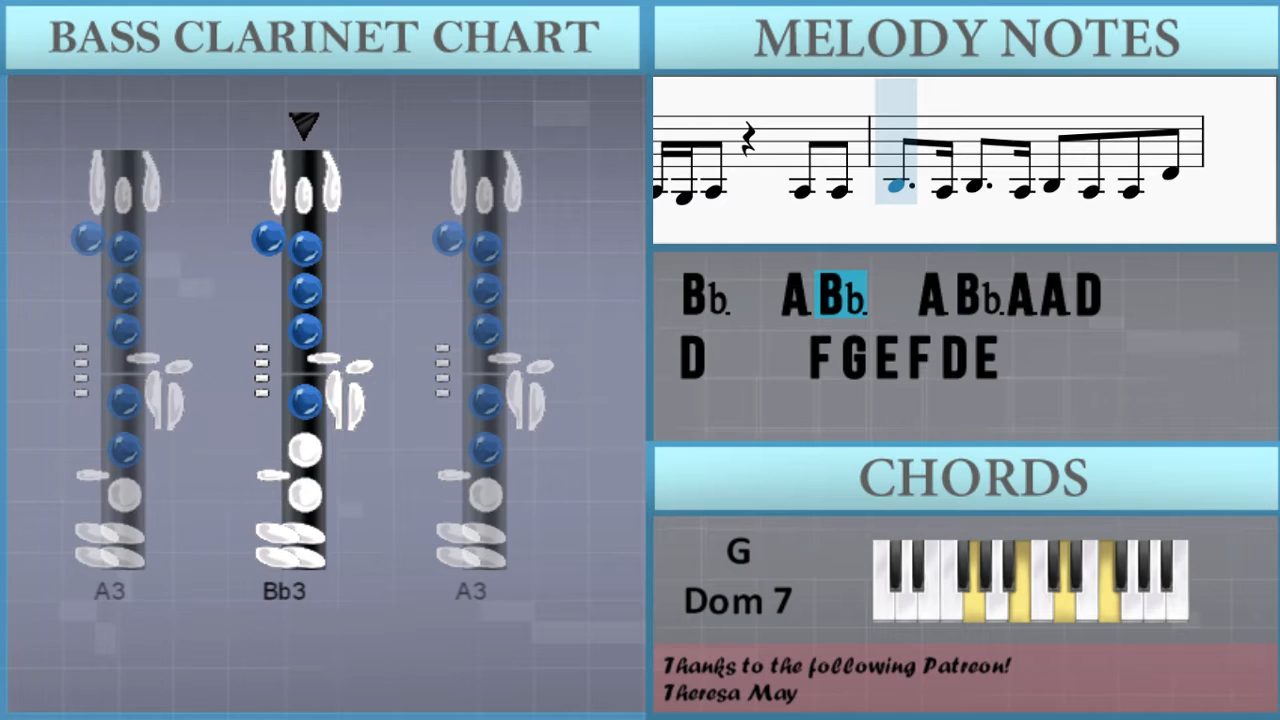 BASS CLARINET CHART
A3
Bb3
A3
MELODY NOTES
Bb A Bb A Bb A A D
D F G E F D E
CHORDS
G
Dom 7
Thanks to the following Patreon!
Theresa May